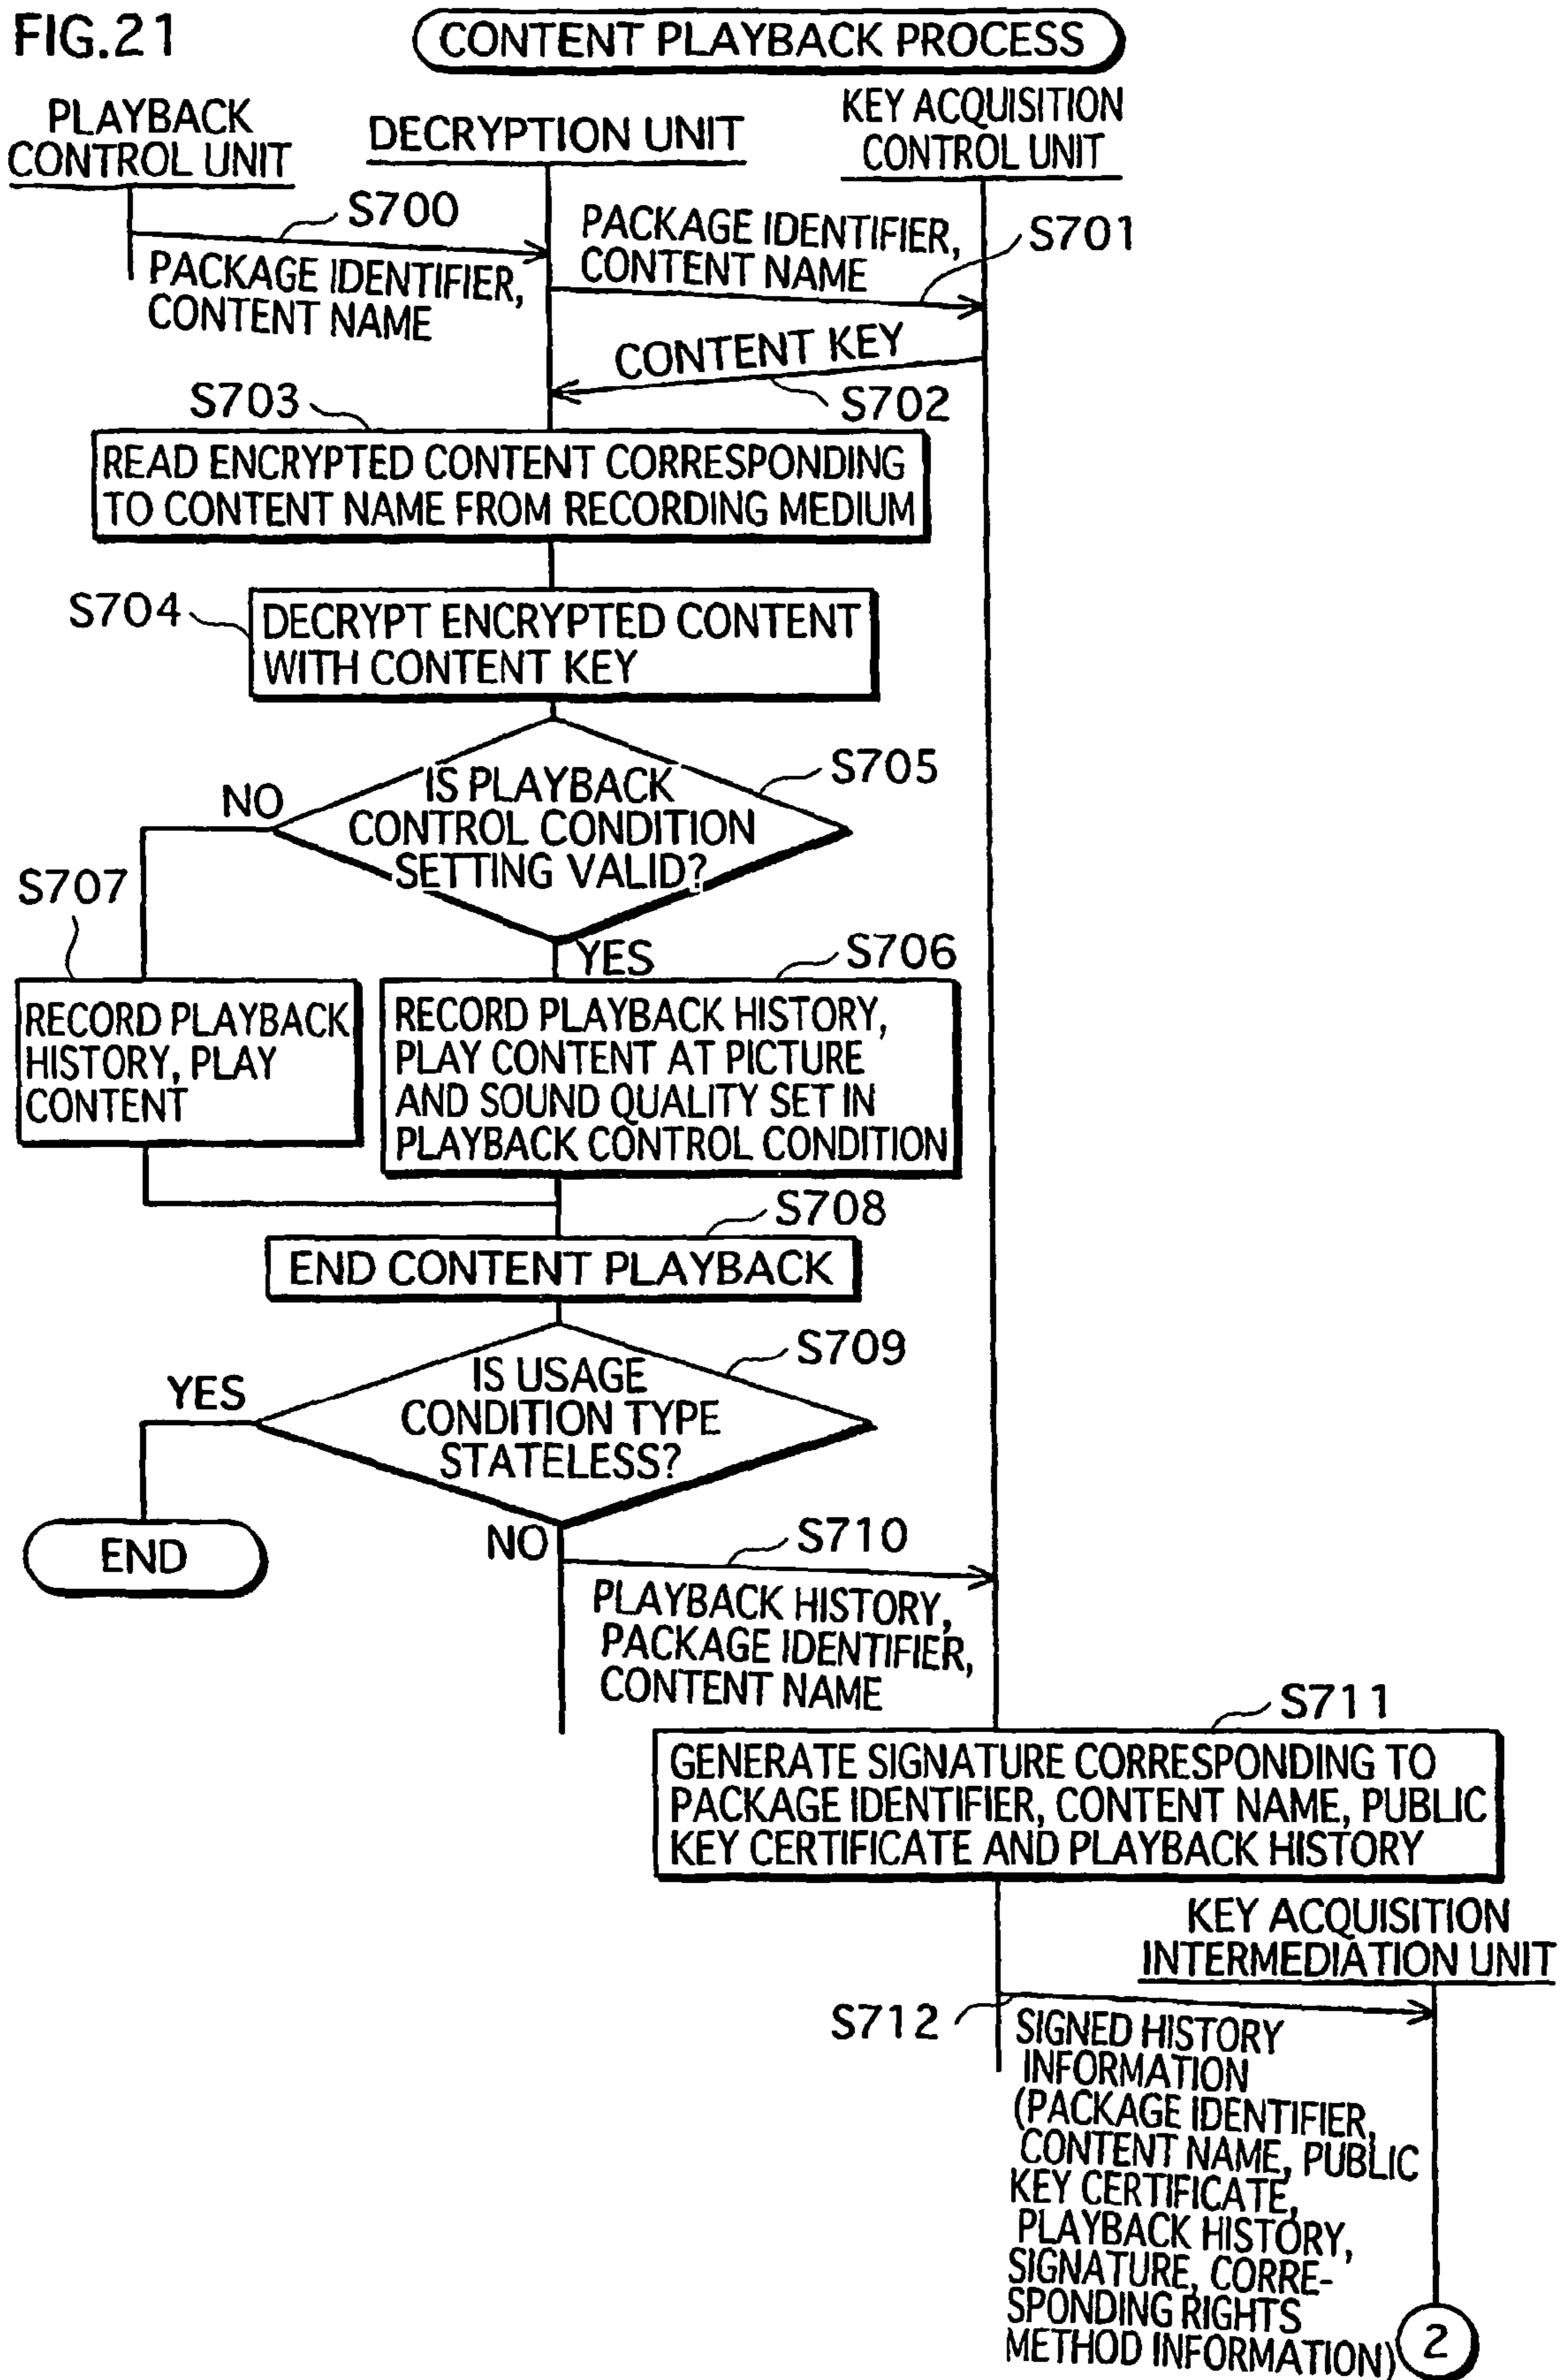 FIG.21
CONTENT PLAYBACK PROCESS
PLAYBACK
CONTROL UNIT
DECRYPTION UNIT
KEY ACQUISITION
CONTROL UNIT
S700
PACKAGE IDENTIFIER,
CONTENT NAME
PACKAGE IDENTIFIER,
CONTENT NAME
S701
CONTENT KEY
S702
S703
READ ENCRYPTED CONTENT CORRESPONDING
TO CONTENT NAME FROM RECORDING MEDIUM
S704
DECRYPT ENCRYPTED CONTENT
WITH CONTENT KEY
S705
IS PLAYBACK
CONTROL CONDITION
SETTING VALID?
NO
YES
S707
RECORD PLAYBACK
HISTORY, PLAY
CONTENT
S706
RECORD PLAYBACK HISTORY,
PLAY CONTENT AT PICTURE
AND SOUND QUALITY SET IN
PLAYBACK CONTROL CONDITION
S708
END CONTENT PLAYBACK
S709
IS USAGE
CONDITION TYPE
STATELESS?
YES
END
NO
S710
PLAYBACK HISTORY,
PACKAGE IDENTIFIER,
CONTENT NAME
S711
GENERATE SIGNATURE CORRESPONDING TO
PACKAGE IDENTIFIER, CONTENT NAME, PUBLIC
KEY CERTIFICATE AND PLAYBACK HISTORY
KEY ACQUISITION
INTERMEDIATION UNIT
S712
SIGNED HISTORY
INFORMATION
(PACKAGE IDENTIFIER,
CONTENT NAME, PUBLIC
KEY CERTIFICATE,
PLAYBACK HISTORY,
SIGNATURE, CORRE-
SPONDING RIGHTS
METHOD INFORMATION)
2